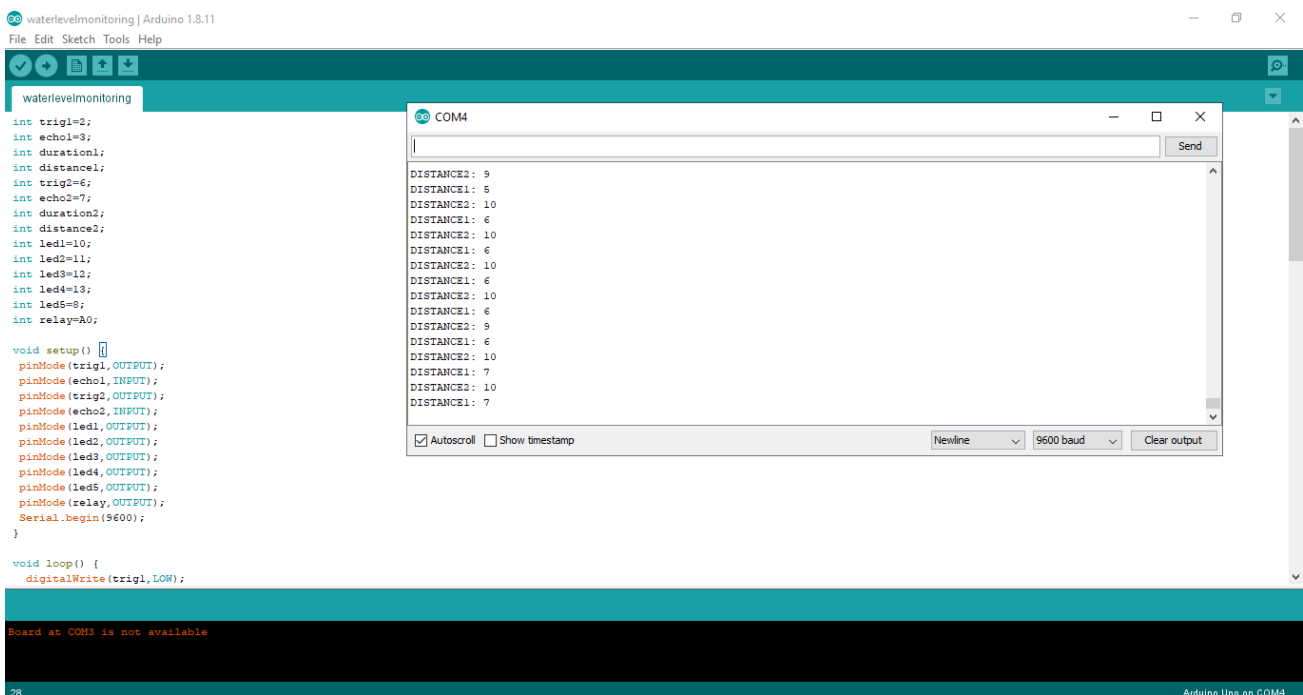 waterlevelmonitoring | Arduino 1.8.11
File Edit Sketch Tools Help
waterlevelmonitoring
int trig1=2;
int echo1=3;
int duration1;
int distance1;
int trig2=6;
int echo2=7;
int duration2;
int distance2;
int led1=10;
int led2=11;
int led3=12;
int led4=13;
int led5=8;
int relay=A0;
void setup() {
pinMode(trig1,OUTPUT);
pinMode(echo1,INPUT);
pinMode(trig2,OUTPUT);
pinMode(echo2,INPUT);
pinMode(led1,OUTPUT);
pinMode(led2,OUTPUT);
pinMode(led3,OUTPUT);
pinMode(led4,OUTPUT);
pinMode(led5,OUTPUT);
pinMode(relay,OUTPUT);
Serial.begin(9600);
}
void loop() {
digitalWrite(trig1,LOW);
COM4
Send
DISTANCE2: 9
DISTANCE1: 5
DISTANCE2: 10
DISTANCE1: 6
DISTANCE2: 10
DISTANCE1: 6
DISTANCE2: 10
DISTANCE1: 6
DISTANCE2: 10
DISTANCE1: 6
DISTANCE2: 9
DISTANCE1: 6
DISTANCE2: 10
DISTANCE1: 7
DISTANCE2: 10
DISTANCE1: 7
Autoscroll Show timestamp Newline 9600 baud Clear output
Board at COM3 is not available
28 Arduino Uno on COM4